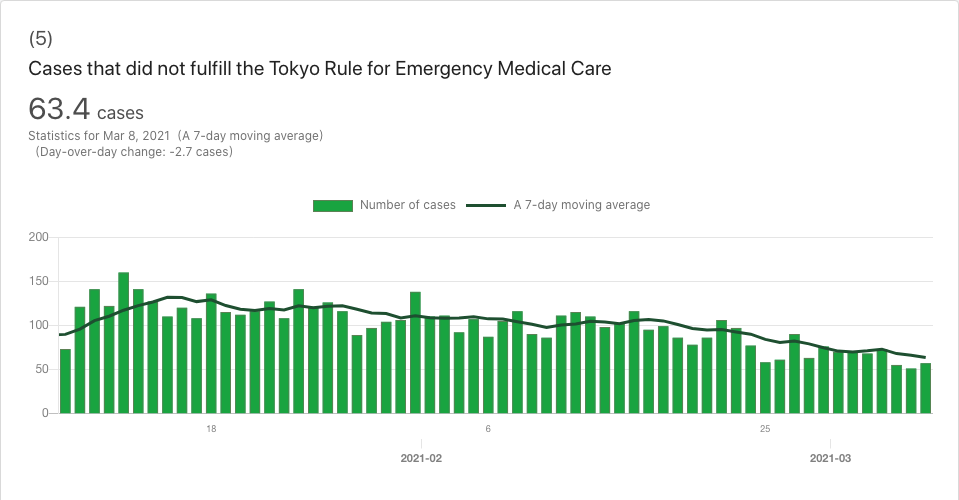 (5)
Cases that did not fulfill the Tokyo Rule for Emergency Medical Care
63.4 cases
Statistics for Mar 8, 2021 (A 7-day moving average)
(Day-over-day change: -2.7 cases)
Number of cases A 7-day moving average
200
150
100
50
0
18 6 25
2021-02 2021-03